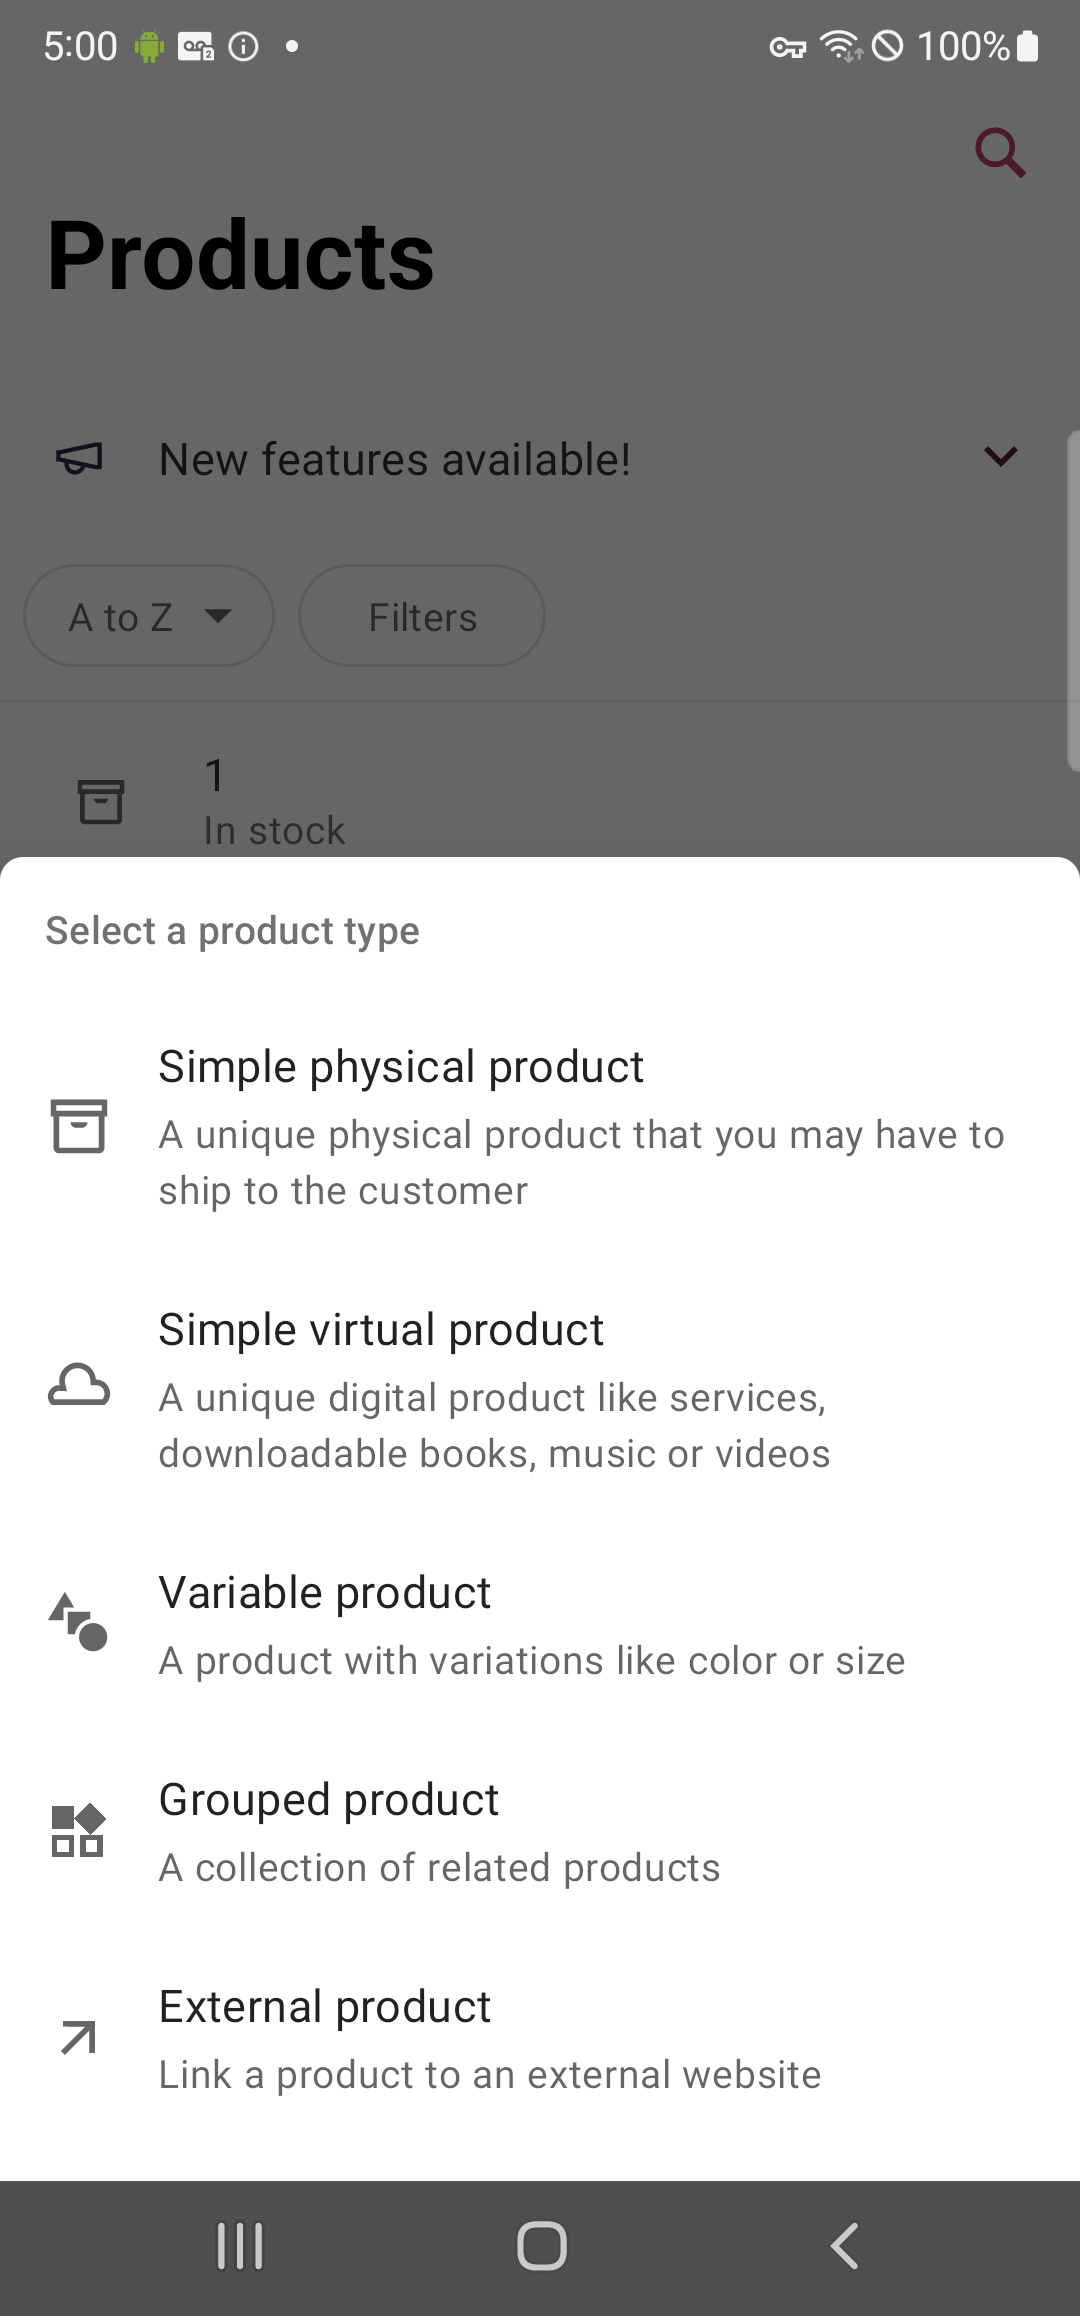 5:00
100%
Products
New features available!
A to Z
Filters
1
In stock
Select a product type
Simple physical product
A unique physical product that you may have to
ship to the customer
Simple virtual product
A unique digital product like services,
downloadable books, music or videos
Variable product
A product with variations like color or size
Grouped product
A collection of related products
External product
Link a product to an external website